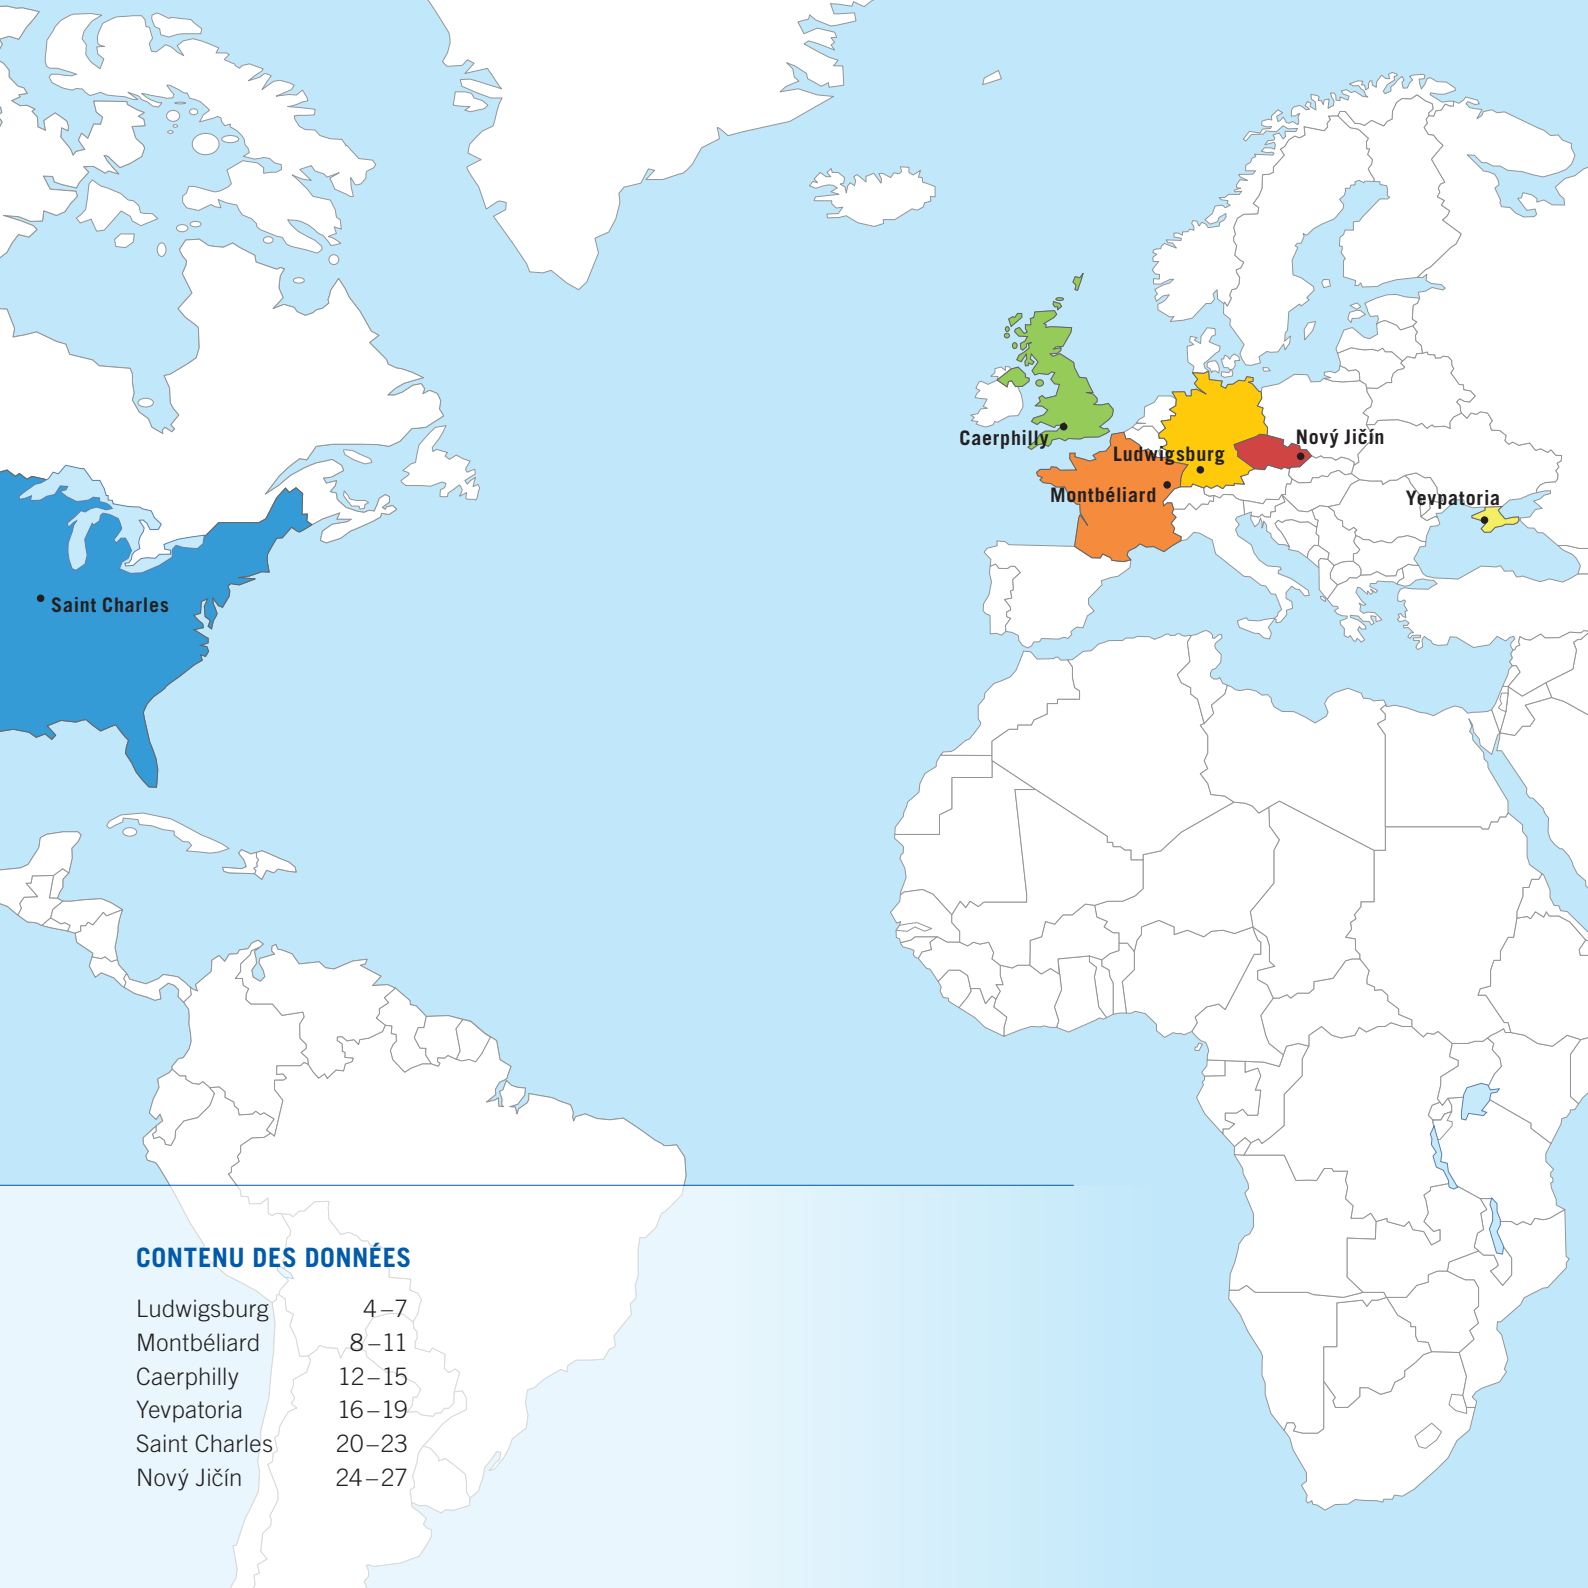 Caerphilly
Nový Jičín
Ludwigsburg
Montbéliard
Yevpatoria
Saint Charles
CONTENU DES DONNÉES
Ludwigsburg 4–7
Montbéliard 8–11
Caerphilly 12–15
Yevpatoria 16–19
Saint Charles 20–23
Nový Jičín 24–27